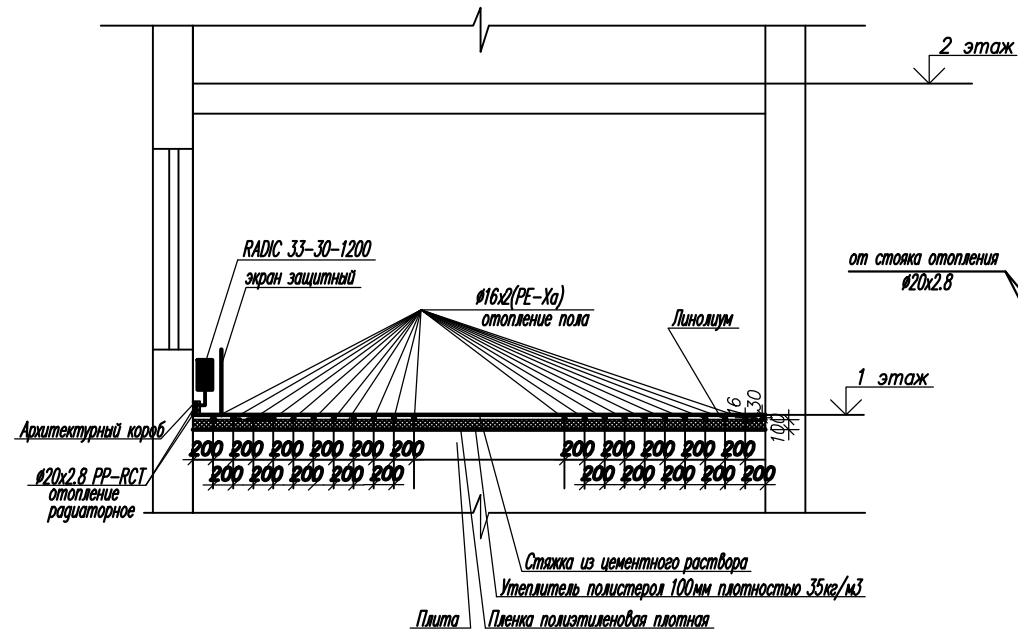 2 этаж
RADIC 33-30-1200
экран защитный
от стояка отопления
ø20x2.8
ø16x2(PE-Xa)
отопление пола
Линолиум
1 этаж
16
30
100
Архитектурный короб
200 200 200 200 200 200 200 200 200 200 200
200 200 200 200 200 200 200 200 200 200
ø20x2.8 PP-RCT
отопление
радиаторное
Стяжка из цементного раствора
Утеплитель полистерол 100мм плотностью 35кг/м3
Плита
Пленка полиэтиленовая плотная